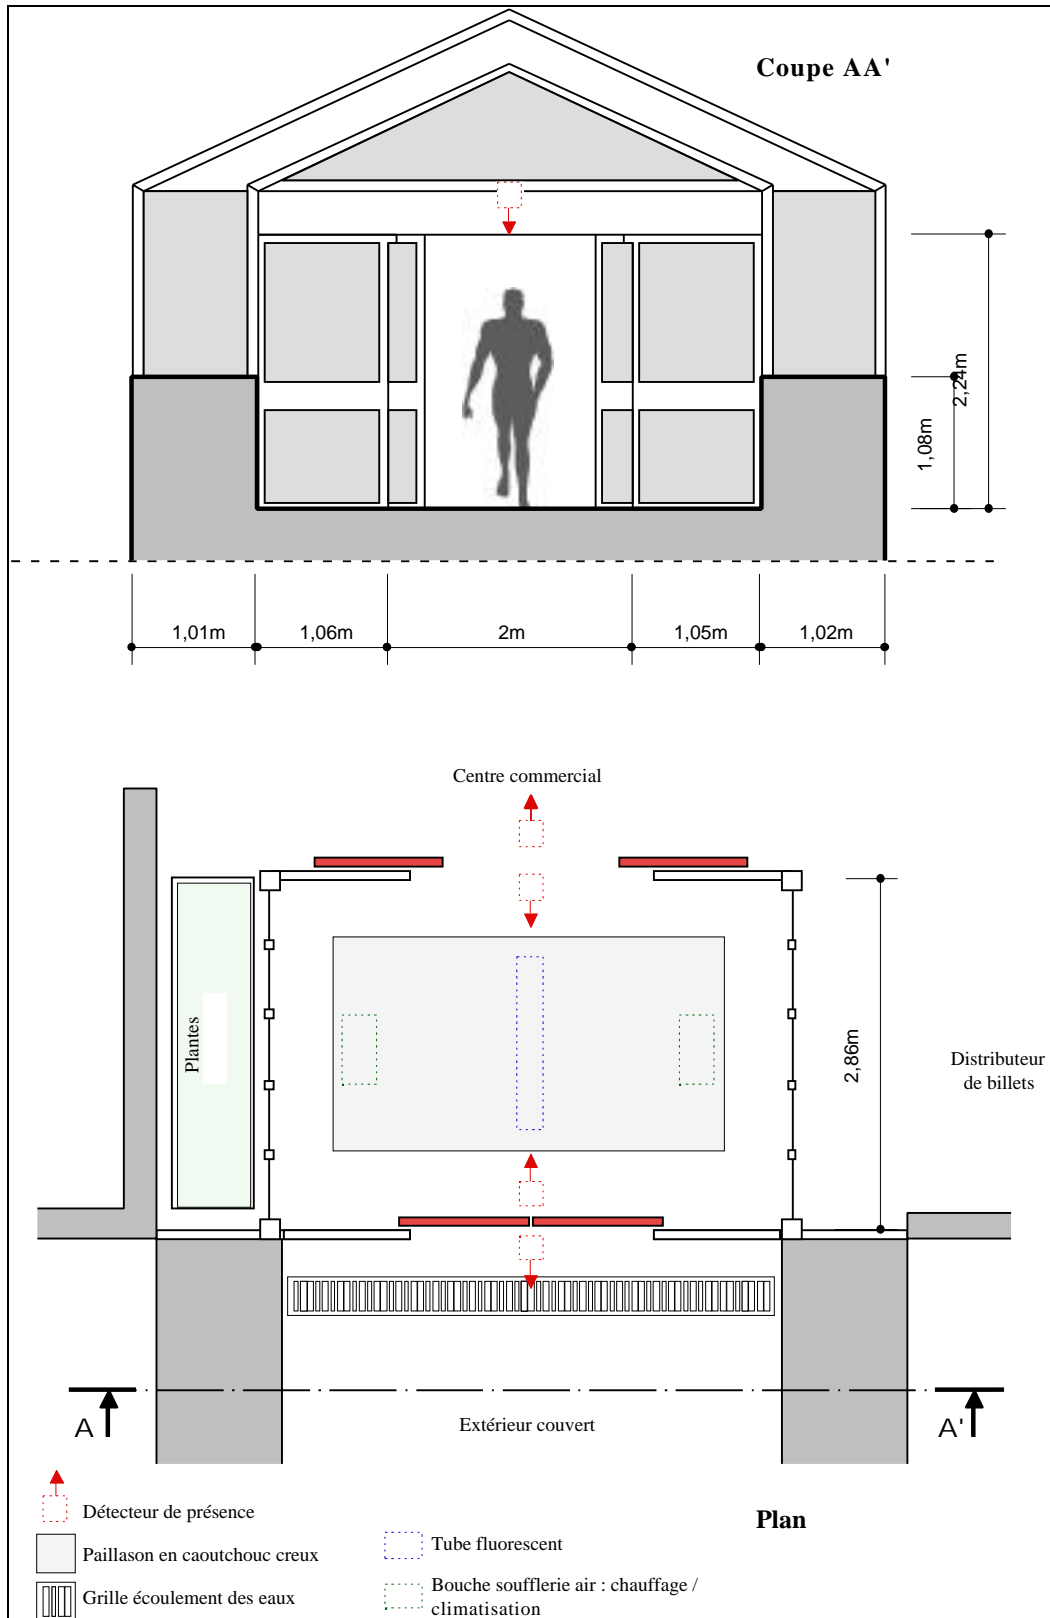 Coupe AA'
2,24m
1,08m
1,01m
1,06m
2m
1,05m
1,02m
Centre commercial
Plantes
2,86m
Distributeur
de billets
A
A'
Extérieur couvert
Détecteur de présence
Plan
Paillason en caoutchouc creux
Tube fluorescent
Grille écoulement des eaux
Bouche soufflerie air : chauffage /
climatisation